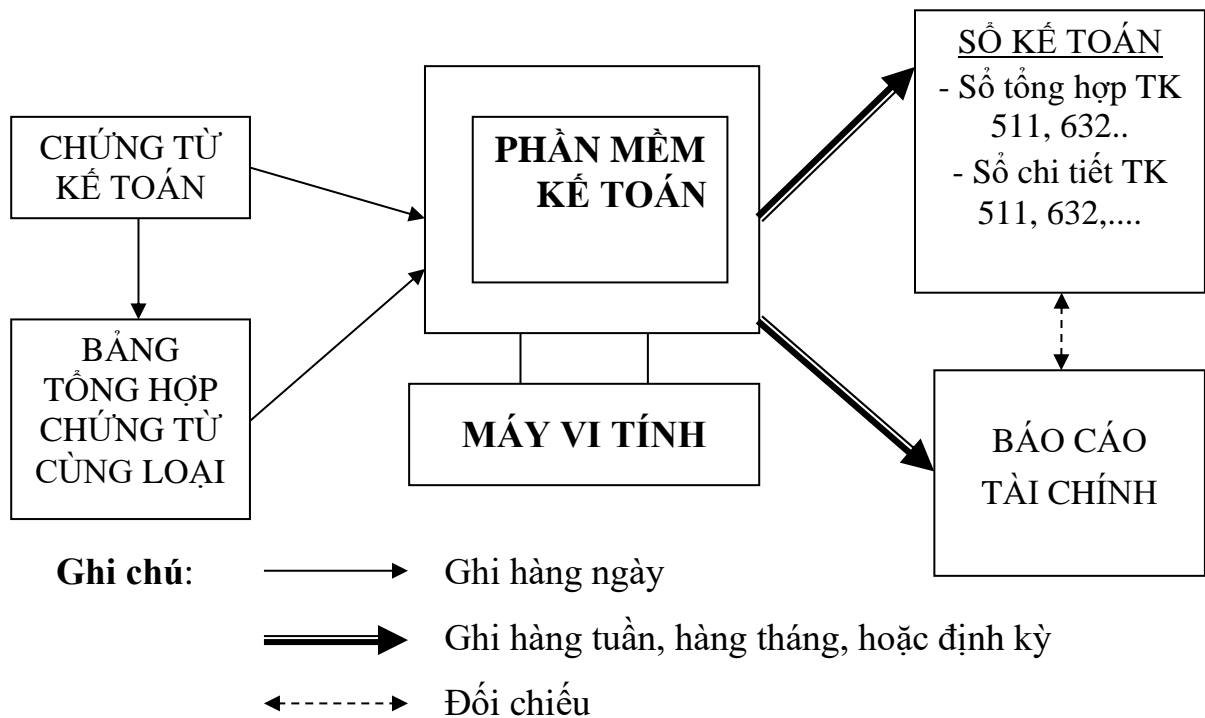 CHỨNG TỪ
KẾ TOÁN
BẢNG
TỔNG HỢP
CHỨNG TỪ
CÙNG LOẠI
PHẦN MỀM
KẾ TOÁN
MÁY VI TÍNH
SỔ KẾ TOÁN
- Sổ tổng hợp TK
511, 632..
- Sổ chi tiết TK
511, 632,....
BÁO CÁO
TÀI CHÍNH
Ghi chú:
Ghi hàng ngày
Ghi hàng tuần, hàng tháng, hoặc định kỳ
Đối chiếu